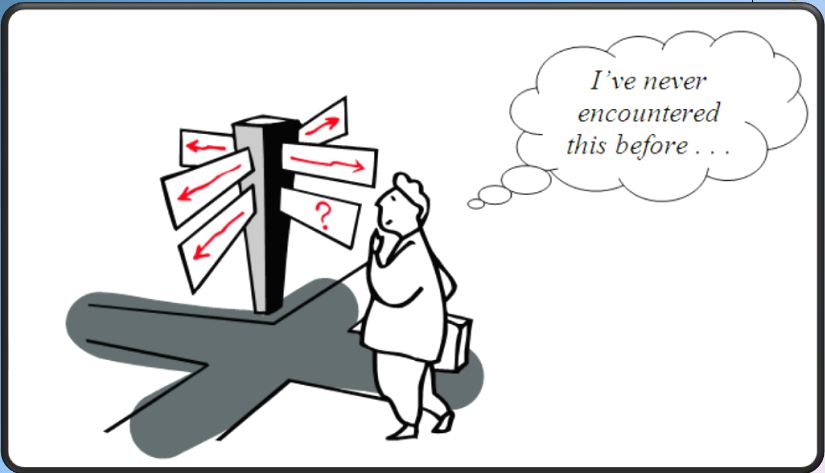 I've never
encountered
this before . . .
?